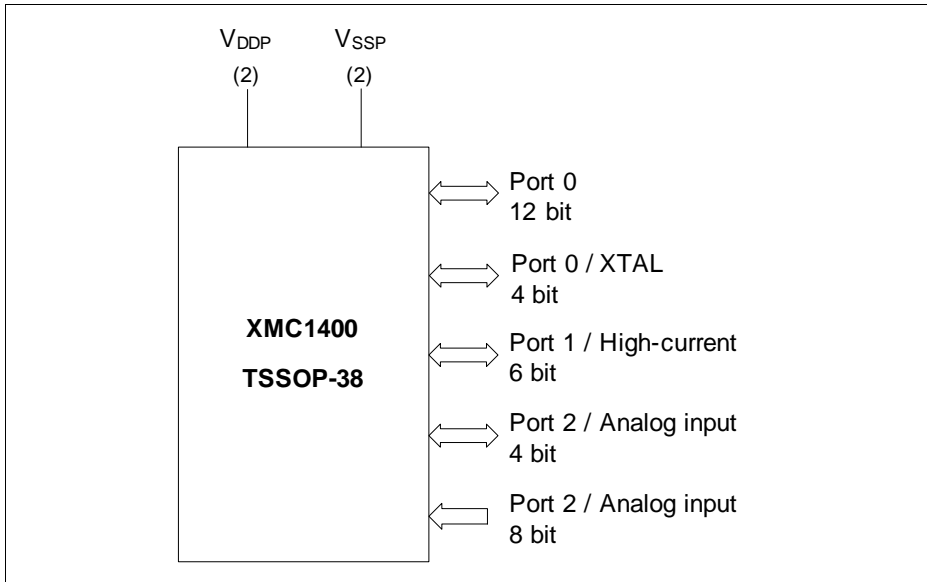 VDDP VSSP
(2) (2)
Port 0
12 bit
Port 0 / XTAL
4 bit
XMC1400
TSSOP-38
Port 1 / High-current
6 bit
Port 2 / Analog input
4 bit
Port 2 / Analog input
8 bit